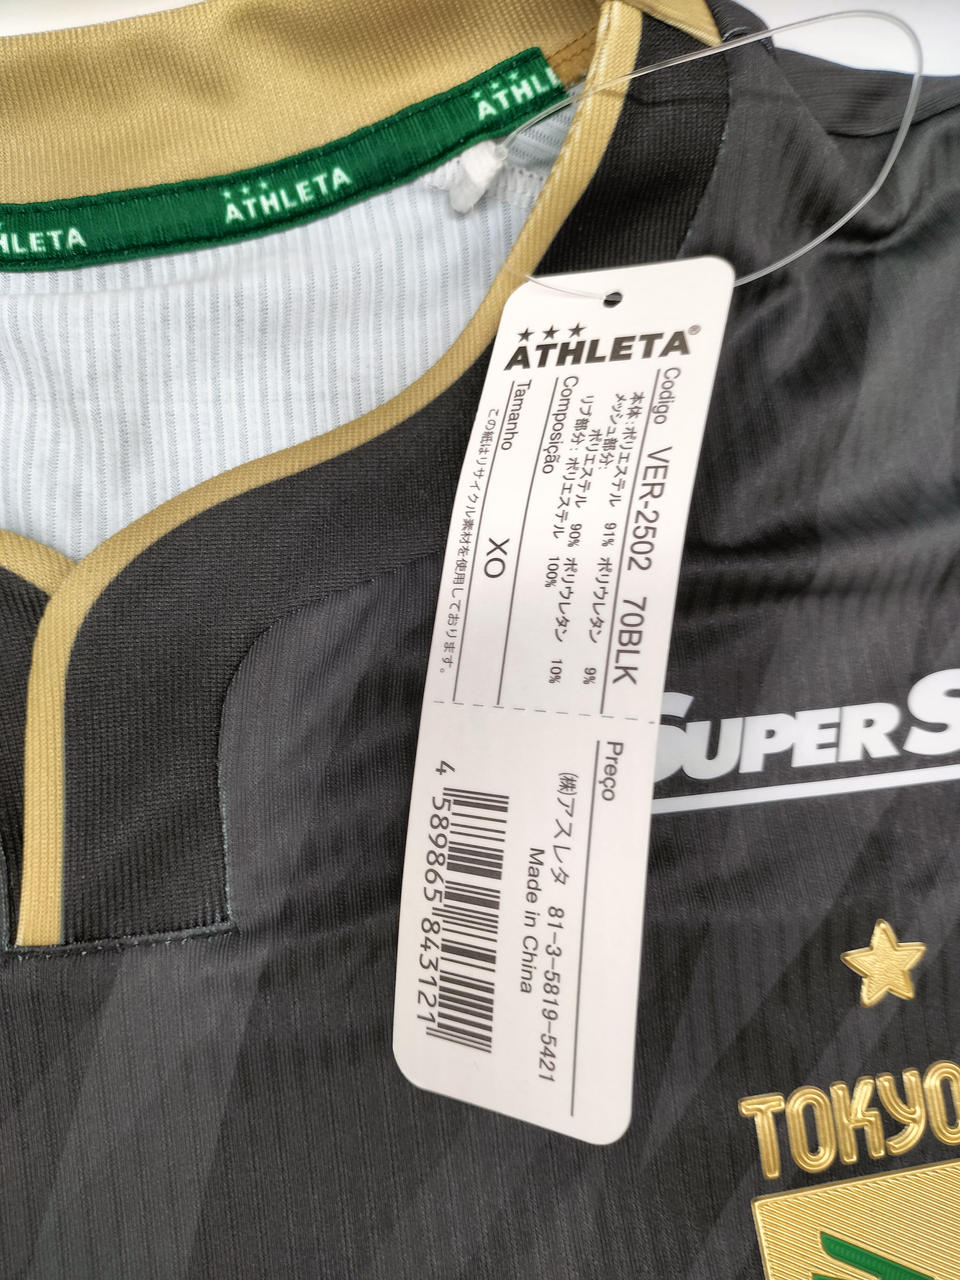 ATHLETA
ATHLETA
HLETA
ATHLETA®
Codigo VER-2502 70BLK
本体:ポリエステル 91% ポリウレタン 9%
メッシュ部分:
ポリエステル 90% ポリウレタン 10%
リブ部分:ポリエステル 100%
Composição
Tamanho XO
この紙はリサイクル素材を使用しております。
Preço
㈱アスレタ 81-3-5819-5421
Made in China
4 589865 843121
SUPER S
TOKYO